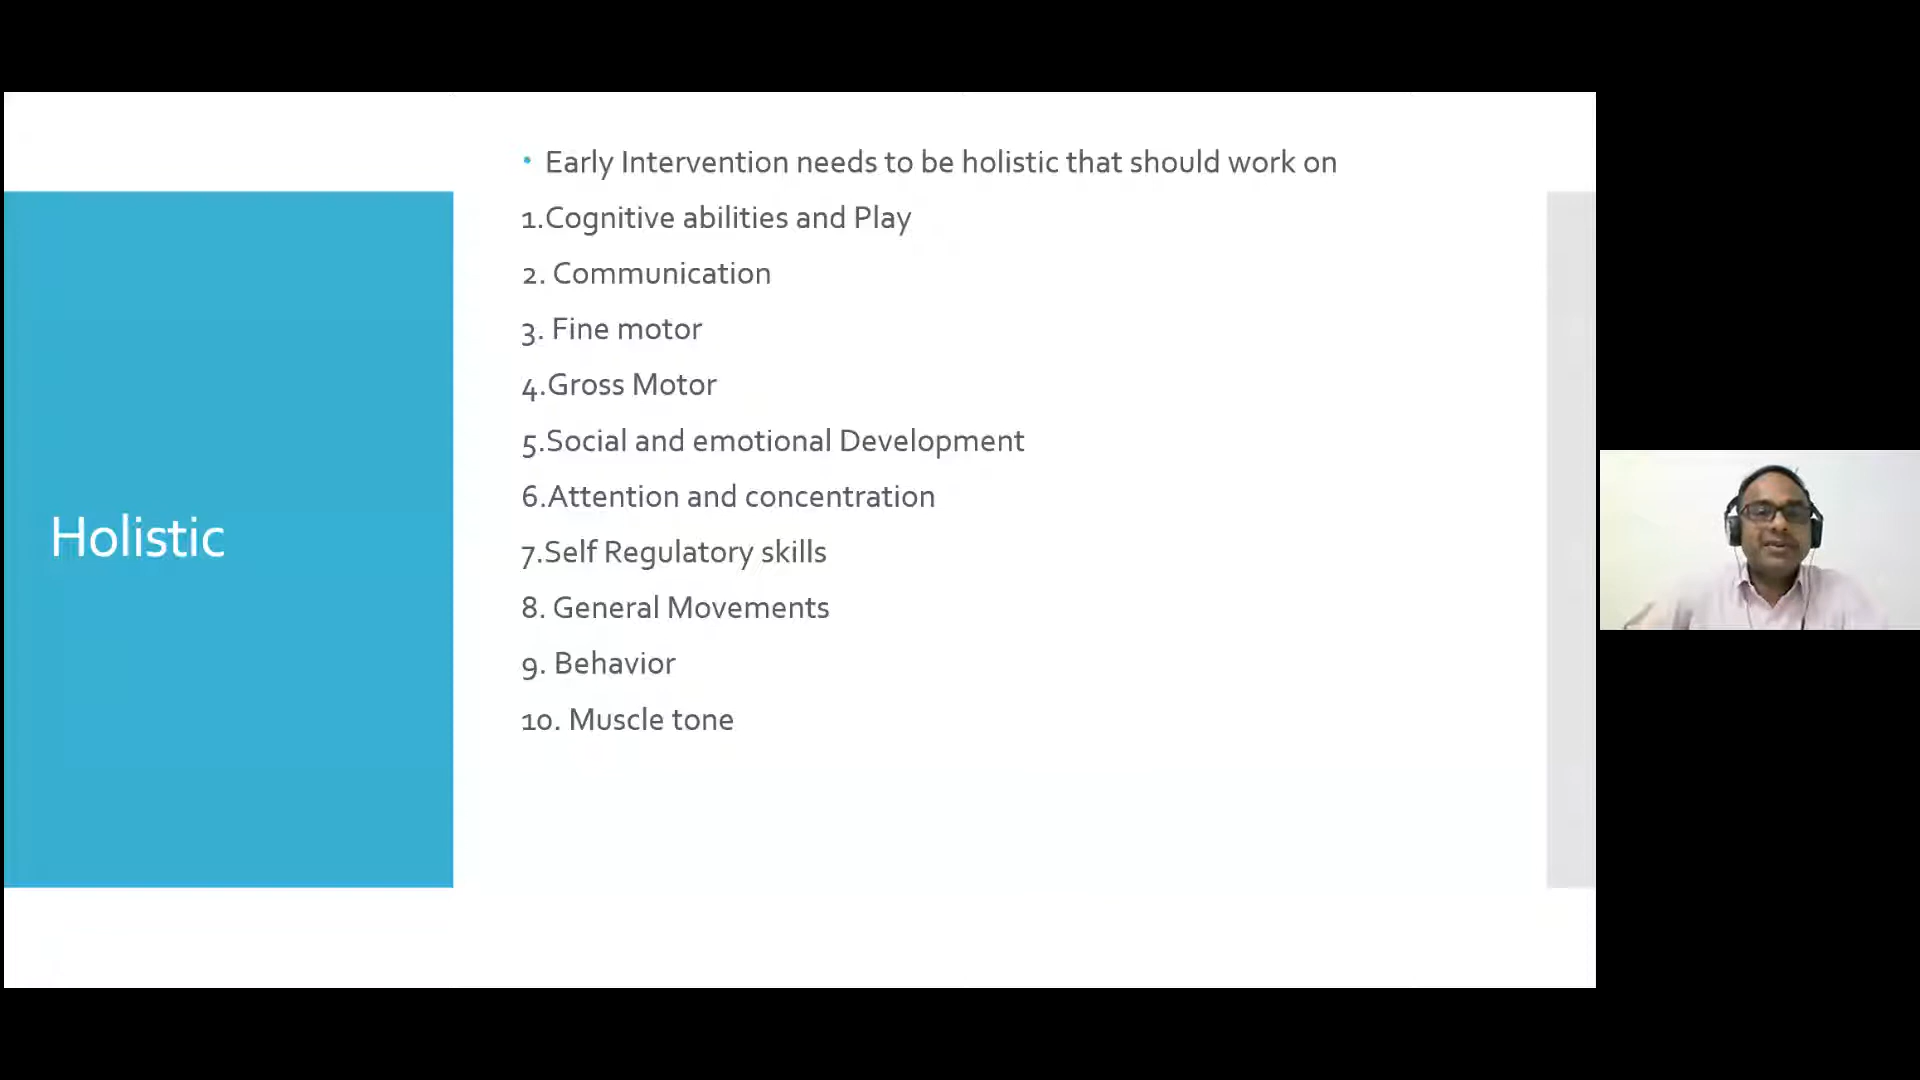 Holistic
• Early Intervention needs to be holistic that should work on
1.Cognitive abilities and Play
2. Communication
3. Fine motor
4.Gross Motor
5.Social and emotional Development
6.Attention and concentration
7.Self Regulatory skills
8. General Movements
9. Behavior
10. Muscle tone